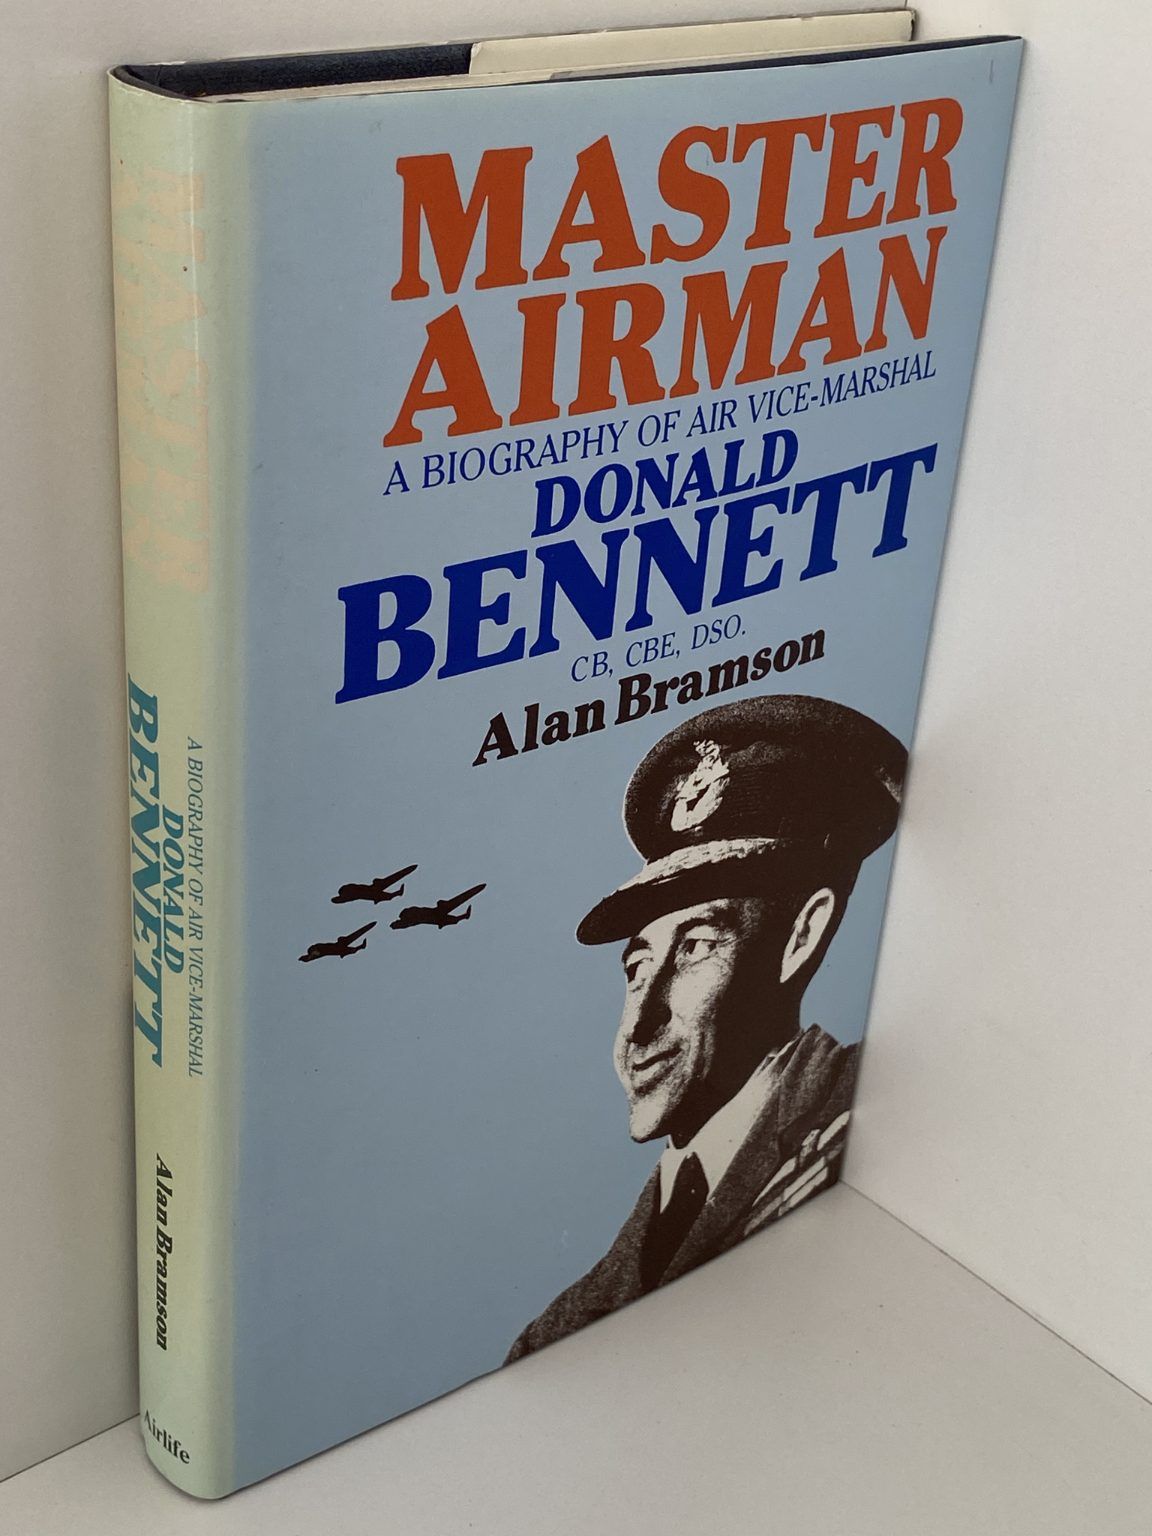 MASTER
AIRMAN
A BIOGRAPHY OF AIR VICE-MARSHAL
DONALD
BENNETT
CB, CBE, DSO.
Alan Bramson
MASTER
A BIOGRAPHY OF AIR VICE-MARSHAL
DONALD
BENNETT
Alan Bramson
Airlife